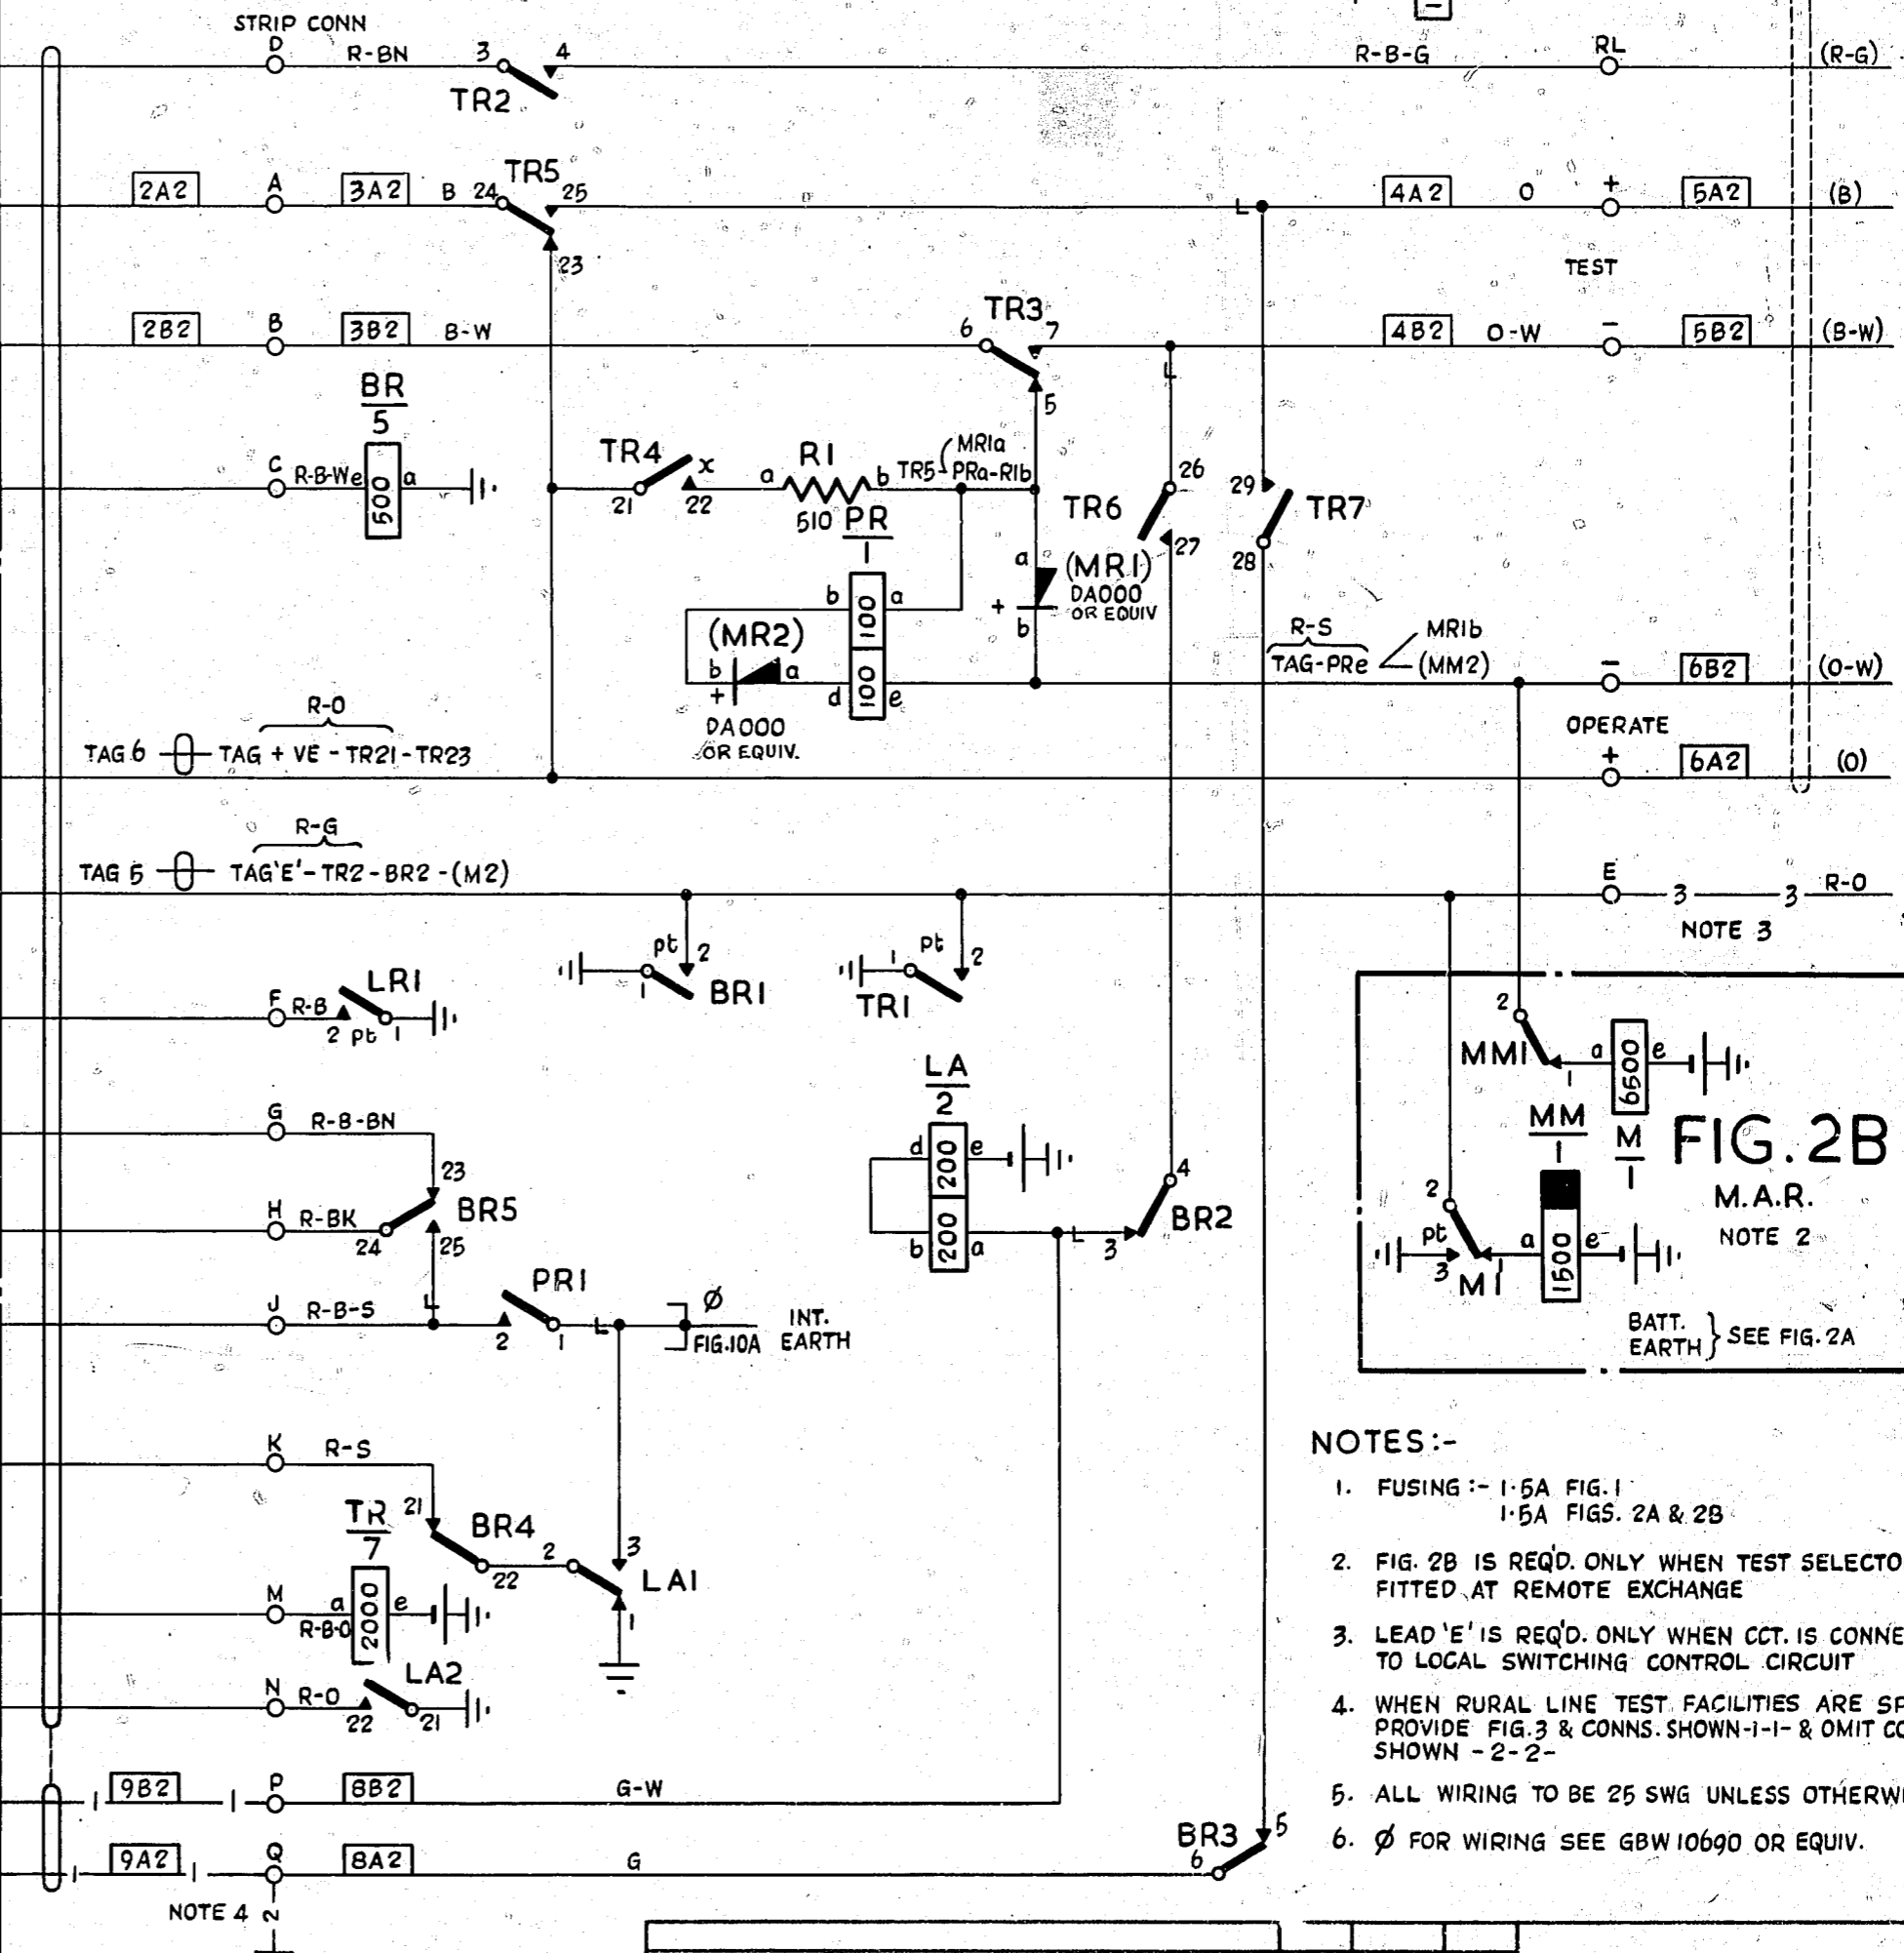 STRIP CONN
D R-BN 3 4 R-B-G RL (R-G)
TR2
TR5
2A2 A 3A2 B 24 25 L 4A2 O + 5A2 (B)
23
TEST
TR3
2B2 B 3B2 B-W 6 7 4B2 O-W - 5B2 (B-W)
L
BR
5
5
C R-B-We 500 a
TR4 x
21 22
a R1 b
510
MR1a
TR5 PRa-R1b
26
TR6
27
29
TR7
28
PR
1
b 100 a
d 100 e
a (MR1)
DA000
OR EQUIV
+
b
(MR2)
b a
+
DA000
OR EQUIV.
R-S
TAG-PRe
MR1b
(MM2)
- 6B2 (O-W)
R-O
TAG 6 TAG + VE - TR21 - TR23
OPERATE
+ 6A2 (O)
R-G
TAG 5 TAG 'E' - TR2 - BR2 - (M2)
E 3 3 R-O
NOTE 3
pt 2
1 BR1
1 pt 2
TR1
F R-B LR1
2 pt 1
2
MM1 a 6500 e
1
MM
1
M
1
FIG. 2B
M.A.R.
NOTE 2
2
pt
3 M1
a 1500 e
BATT.
EARTH } SEE FIG. 2A
LA
2
d 200 e
b 200 a
L 3
4
BR2
G R-B-BN
23
H R-BK
24 25
BR5
J R-B-S
L
PR1
2 1
L
Ø
FIG.10A
INT.
EARTH
K R-S
TR
7
21
BR4
22
2
3
LA1
1
M a 2000 e
R-B-O
N R-O LA2
22 21
1 9B2 1 P 8B2 G-W
BR3 5
6
1 9A2 1 Q 8A2 G
NOTE 4 2
NOTES :-
1. FUSING :- 1·5A FIG. 1
1·5A FIGS. 2A & 2B
2. FIG. 2B IS REQ'D. ONLY WHEN TEST SELECTO
FITTED AT REMOTE EXCHANGE
3. LEAD 'E' IS REQ'D. ONLY WHEN CCT. IS CONNE
TO LOCAL SWITCHING CONTROL CIRCUIT
4. WHEN RURAL LINE TEST FACILITIES ARE SP
PROVIDE FIG.3 & CONNS. SHOWN -1-1- & OMIT CO
SHOWN -2-2-
5. ALL WIRING TO BE 25 SWG UNLESS OTHERWI
6. Ø FOR WIRING SEE GBW 10690 OR EQUIV.